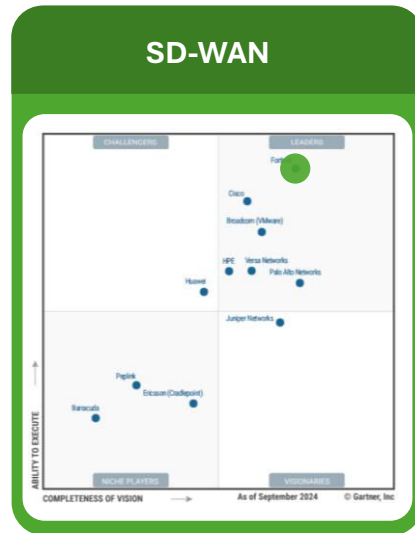 SD-WAN
CHALLENGERS
LEADERS
Cisco
Broadcom (VMware)
HPE
Versa Networks
Palo Alto Networks
Huawei
Juniper Networks
Peplink
Ericsson (Cradlepoint)
Barracuda
ABILITY TO EXECUTE
NICHE PLAYERS
VISIONARIES
COMPLETENESS OF VISION
As of September 2024
© Gartner, Inc